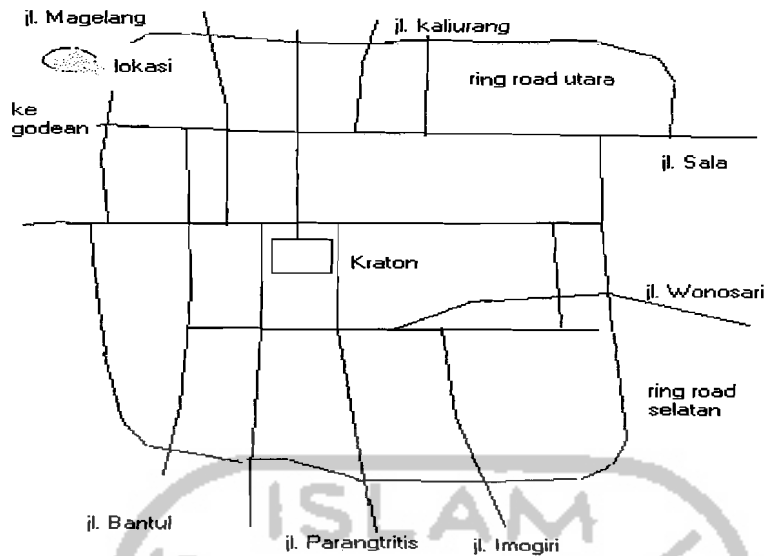 jl. Magelang
jl. kaliurang
lokasi
ring road utara
ke
godean
jl. Sala
Kraton
jl. Wonosari
ring road
selatan
ISLAM
jl. Bantul
jl. Parangtritis
jl. Imogiri